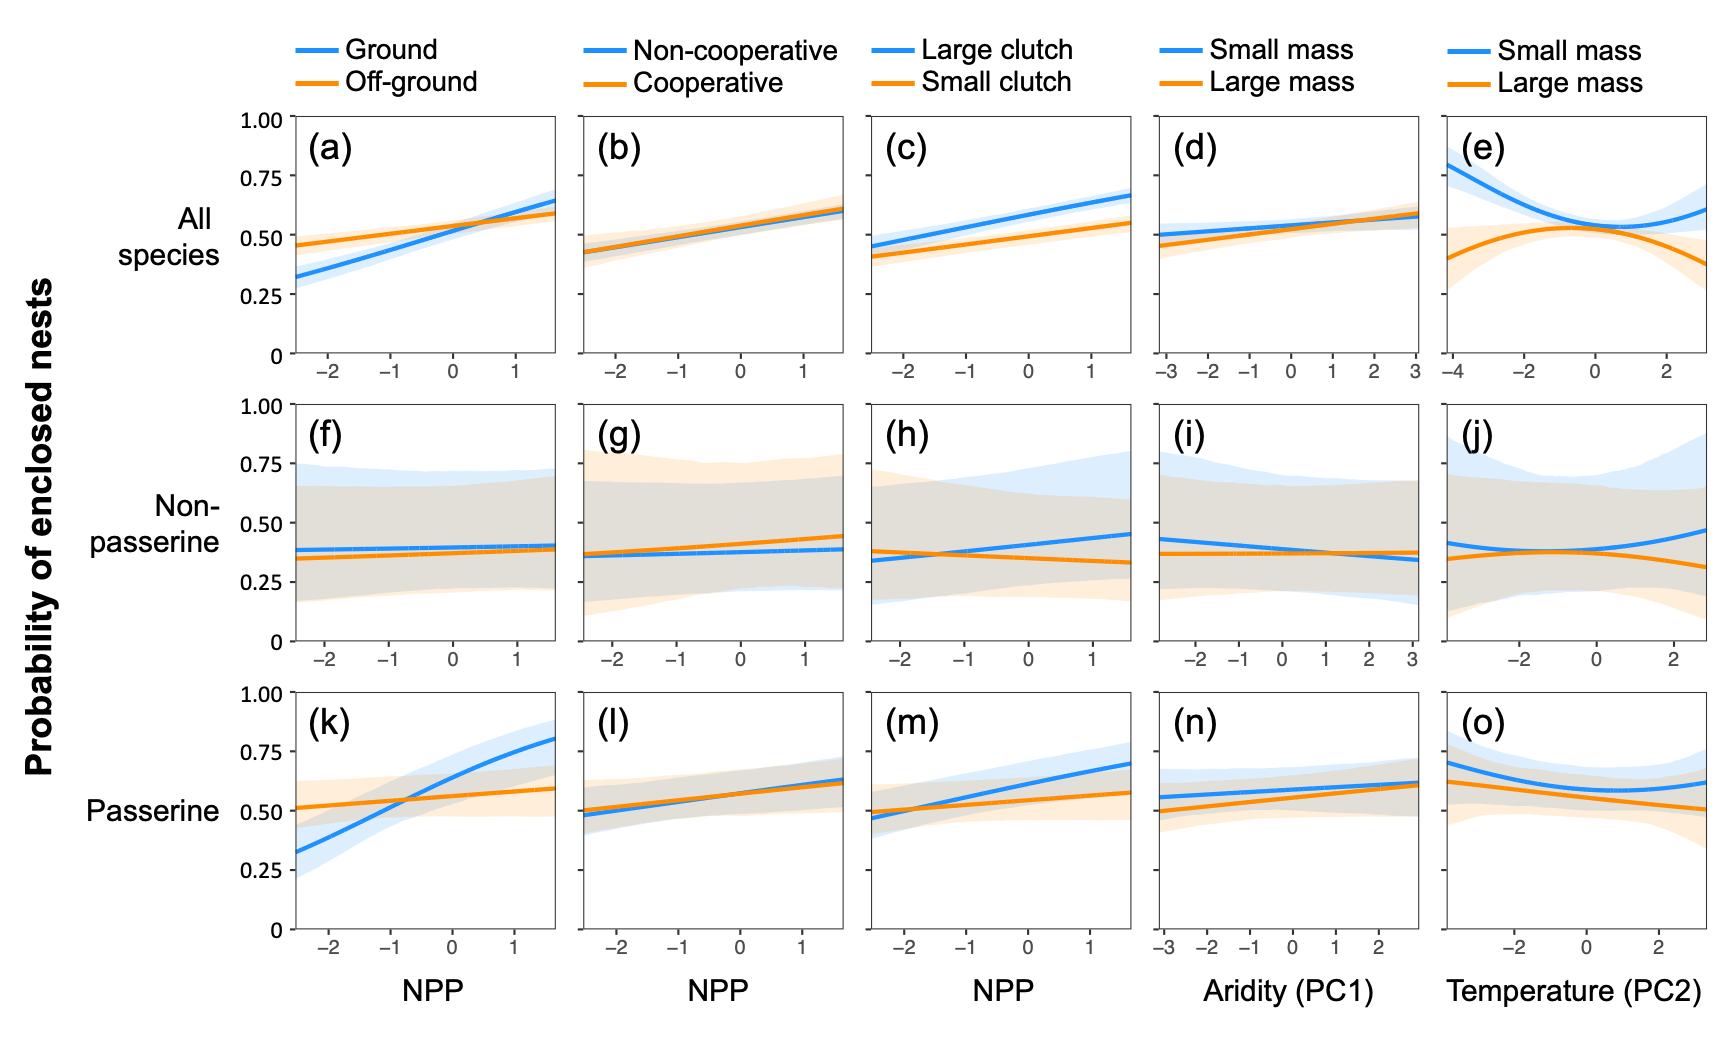 Ground
Off-ground
Non-cooperative
Cooperative
Large clutch
Small clutch
Small mass
Large mass
Small mass
Large mass
Probability of enclosed nests
All
species
1.00
0.75
0.50
0.25
0
(a)
−2 −1 0 1
(b)
−2 −1 0 1
(c)
−2 −1 0 1
(d)
−3 −2 −1 0 1 2 3
(e)
−4 −2 0 2
Non-
passerine
1.00
0.75
0.50
0.25
0
(f)
−2 −1 0 1
(g)
−2 −1 0 1
(h)
−2 −1 0 1
(i)
−2 −1 0 1 2 3
(j)
−2 0 2
Passerine
1.00
0.75
0.50
0.25
0
(k)
−2 −1 0 1
(l)
−2 −1 0 1
(m)
−2 −1 0 1
(n)
−3 −2 −1 0 1 2
(o)
−2 0 2
NPP
NPP
NPP
Aridity (PC1)
Temperature (PC2)